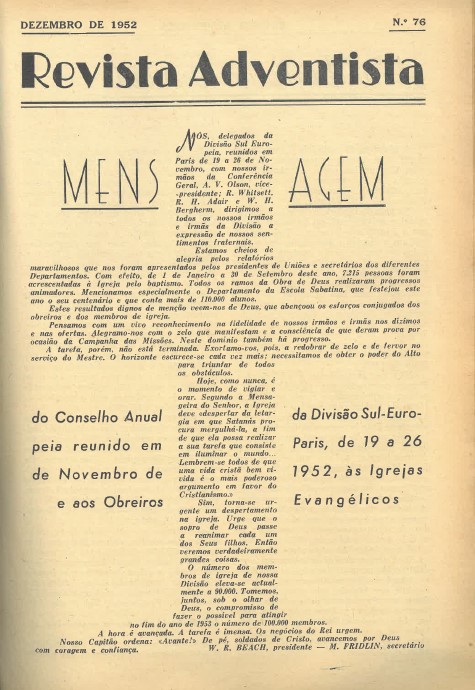 DEZEMBRO DE 1952
N.º 76
Revista Adventista
MENS
AGEM
NÓS, delegados da
Divisão Sul Euro-
peia, reunidos em
Paris de 19 a 26 de No-
vembro, com nossos ir-
mãos da Conferência
Geral, A. V. Olson, vice-
-presidente; R. Whitsett,
R. H. Adair e W. H.
Bergherm, dirigimos a
todos os nossos irmãos
e irmãs da Divisão a
expressão de nossos sen-
timentos fraternais.
Estamos cheios de
alegria pelos relatórios
maravilhosos que nos foram apresentados pelos presidentes de Uniões e secretários dos diferentes
Departamentos. Com efeito, de 1 de Janeiro a 30 de Setembro deste ano, 7.215 pessoas foram
acrescentadas à Igreja pelo baptismo. Todos os ramos da Obra de Deus realizaram progressos
animadores. Mencionamos especialmente o Departamento da Escola Sabatina, que festejou este
ano o seu centenário e que conta mais de 110.000 alunos.
Estes resultados dignos de menção veem-nos de Deus, que abençoou os esforços conjugados dos
obreiros e dos membros de igreja.
Pensamos com um vivo reconhecimento na fidelidade de nossos irmãos e irmãs nos dízimos
e nas ofertas. Alegramo-nos com o zelo que manifestam e a consciência de que deram prova por
ocasião da Campanha das Missões. Neste domínio também há progresso.
A tarefa, porém, não está terminada. Exortamo-vos, pois, a redobrar de zelo e de fervor no
serviço do Mestre. O horizonte escurece-se cada vez mais; necessitamos de obter o poder do Alto
para triunfar de todos
os obstáculos.
Hoje, como nunca, é
o momento de vigiar e
orar. Segundo a Mensa-
geira do Senhor, a Igreja
deve «despertar da letar-
gia em que Satanás pro-
cura mergulhá-la, a fim
de que ela possa realizar
a sua tarefa que consiste
em iluminar o mundo...
Lembrem-se todos de que
uma vida cristã bem vi-
vida é o mais poderoso
argumento em favor do
Cristianismo.»
Sim, torna-se ur-
gente um despertamento
na igreja. Urge que o
sopro de Deus passe
a reanimar cada um
dos Seus filhos. Então
veremos verdadeiramente
grandes coisas.
O número dos mem-
bros de igreja de nossa
Divisão eleva-se actual-
mente a 90.000. Tomemos,
juntos, sob o olhar de
Deus, o compromisso de
fazer o possível para atingir
no fim do ano de 1953 o número de 100.000 membros.
A hora é avançada. A tarefa é imensa. Os negócios do Rei urgem.
Nosso Capitão ordena: «Avante!» De pé, soldados de Cristo, avancemos por Deus
com coragem e confiança.
W. R. BEACH, presidente — M. FRIDLIN, secretário
do Conselho Anual
da Divisão Sul-Euro-
peia reunido em
Paris, de 19 a 26
de Novembro de
1952, às Igrejas
e aos Obreiros
Evangélicos